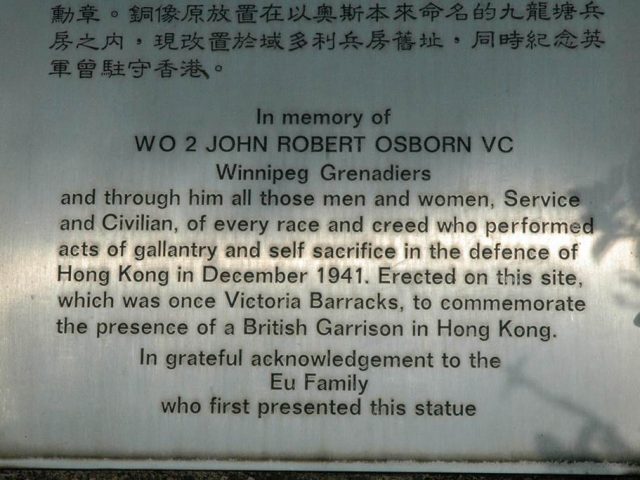 勳章。銅像原放置在以奧斯本來命名的九龍塘兵
房之內，現改置於域多利兵房舊址，同時紀念英
軍曾駐守香港。
In memory of
WO 2 JOHN ROBERT OSBORN VC
Winnipeg Grenadiers
and through him all those men and women, Service
and Civilian, of every race and creed who performed
acts of gallantry and self sacrifice in the defence of
Hong Kong in December 1941. Erected on this site,
which was once Victoria Barracks, to commemorate
the presence of a British Garrison in Hong Kong.
In grateful acknowledgement to the
Eu Family
who first presented this statue